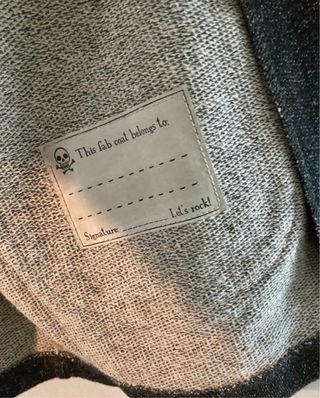 This fab coat belongs to:
Signature Let's rock!